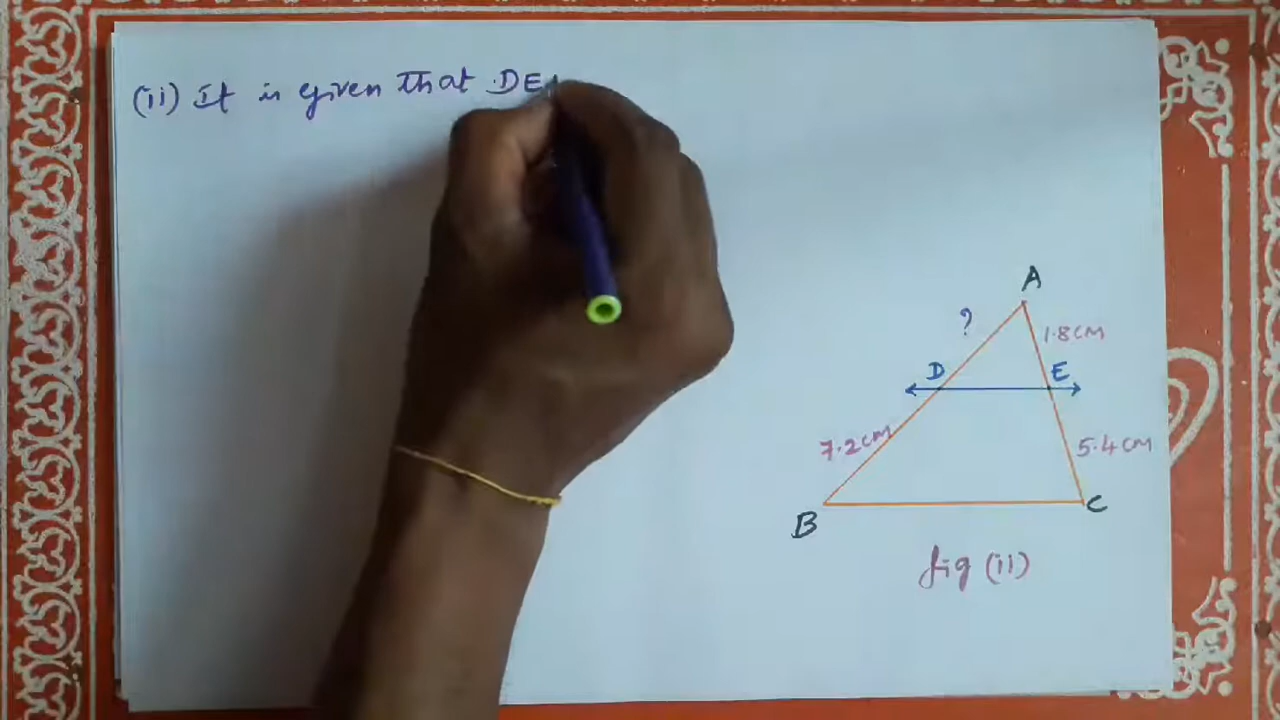 (ii) It is given that DE
A
?
1.8CM
D
E
7.2CM
5.4CM
B
C
fig (ii)